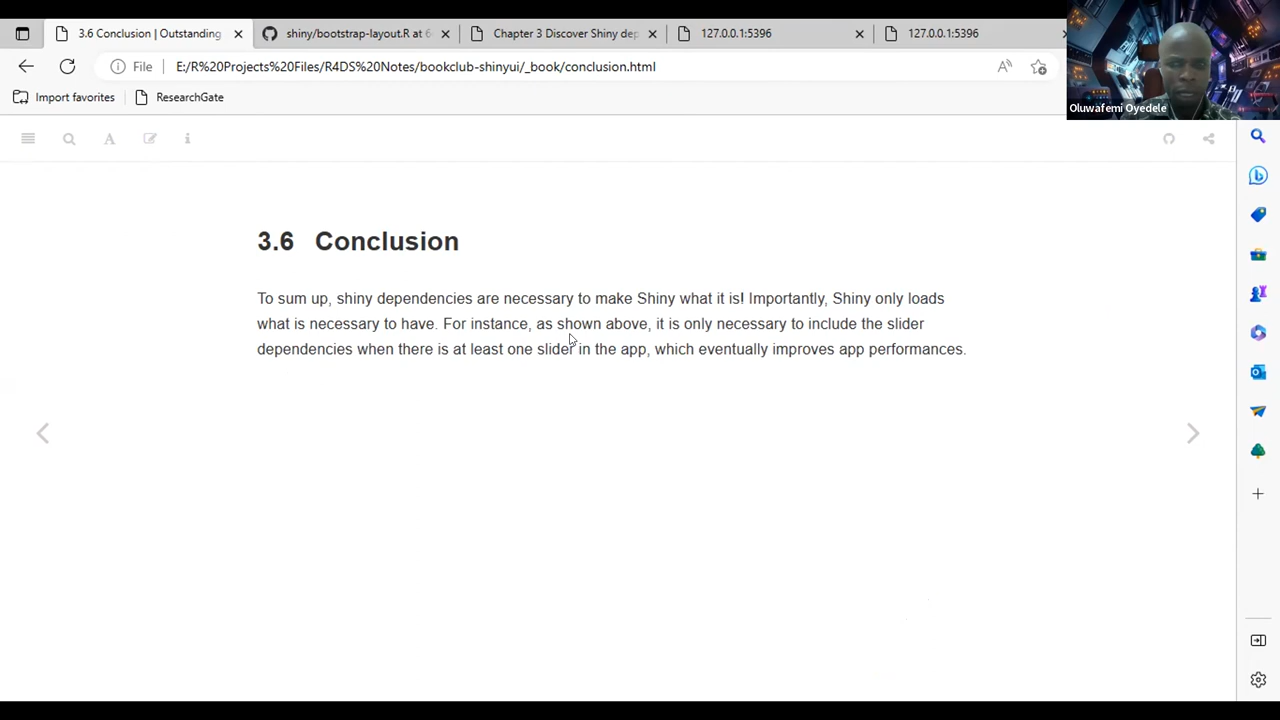 3.6 Conclusion | Outstanding
shiny/bootstrap-layout.R at 6
Chapter 3 Discover Shiny dep
127.0.0.1:5396
127.0.0.1:5396
File
E:/R%20Projects%20Files/R4DS%20Notes/bookclub-shinyui/_book/conclusion.html
Import favorites
ResearchGate
Oluwafemi Oyedele
3.6 Conclusion
To sum up, shiny dependencies are necessary to make Shiny what it is! Importantly, Shiny only loads
what is necessary to have. For instance, as shown above, it is only necessary to include the slider
dependencies when there is at least one slider in the app, which eventually improves app performances.